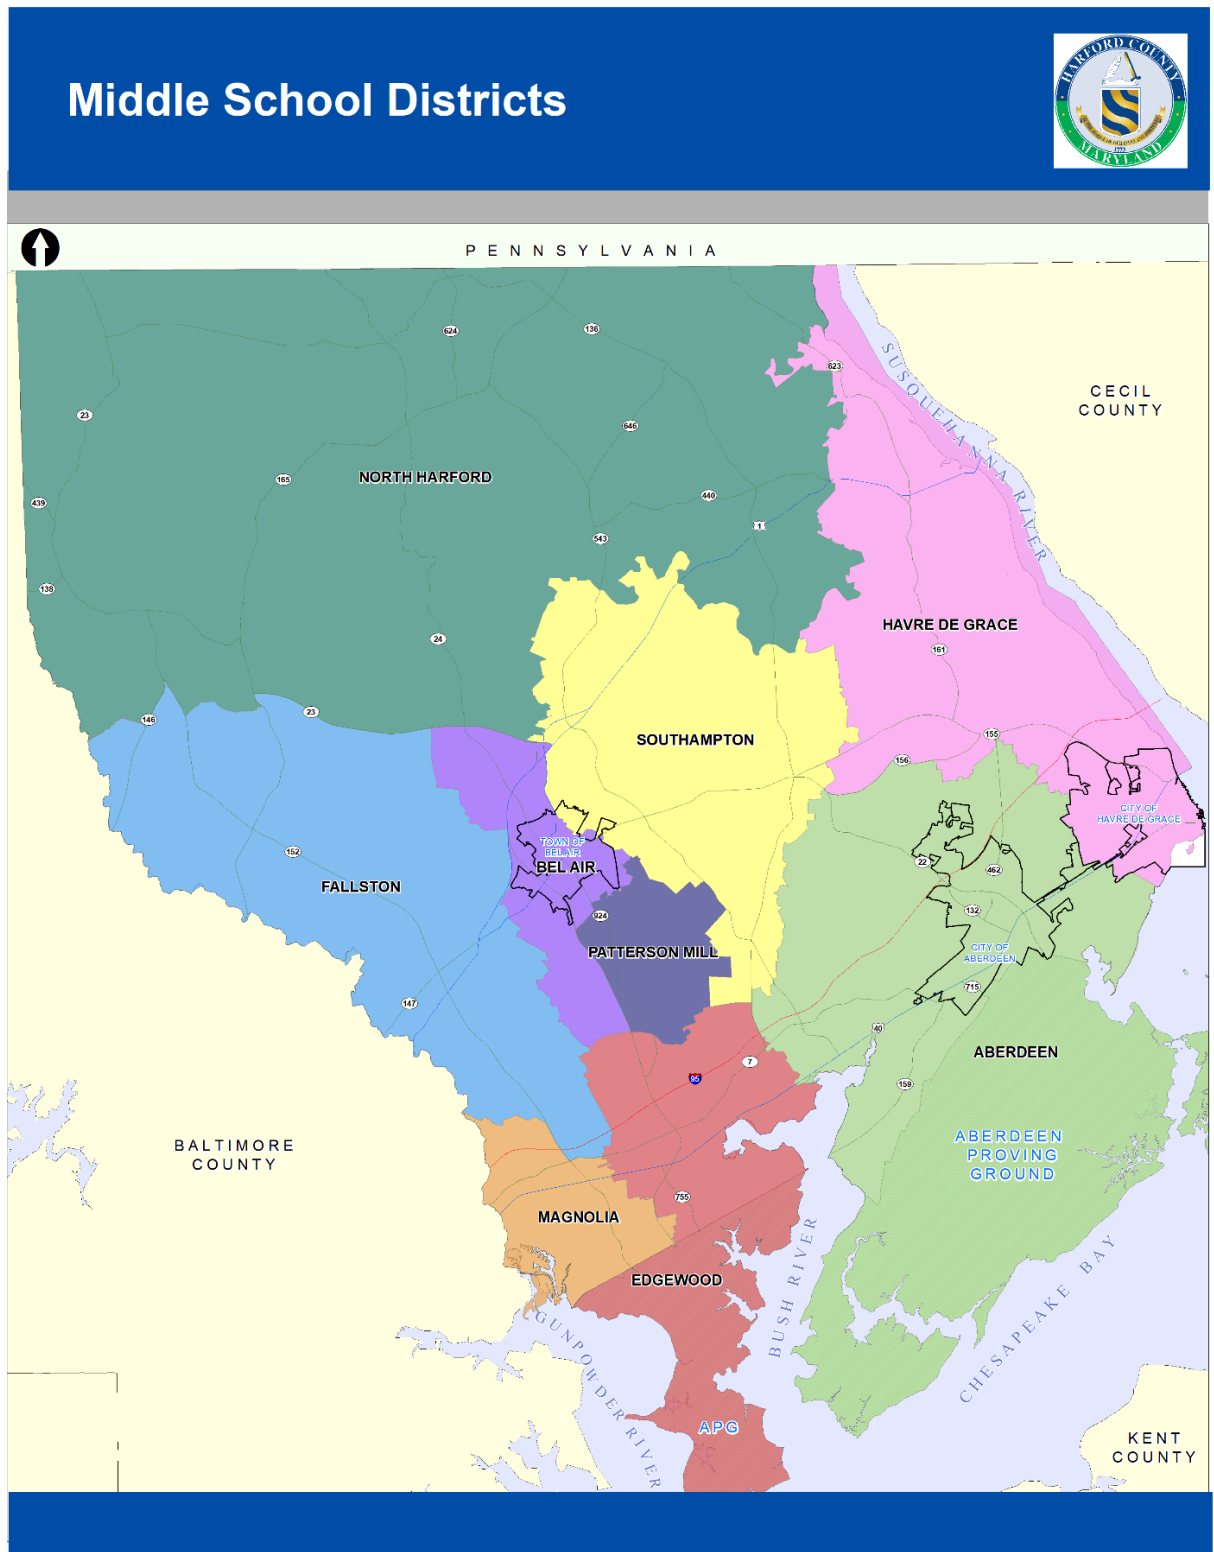 Middle School Districts
HARFORD COUNTY
MARYLAND
1773
PENNSYLVANIA
624
136
623
SUSQUEHANNA RIVER
CECIL
COUNTY
23
646
165
NORTH HARFORD
440
439
1
543
138
HAVRE DE GRACE
24
161
23
146
155
SOUTHAMPTON
156
CITY OF
HAVRE DE GRACE
TOWN OF
BEL AIR
BEL AIR
152
22
462
FALLSTON
924
132
PATTERSON MILL
CITY OF
ABERDEEN
715
147
40
ABERDEEN
7
95
159
BALTIMORE
COUNTY
ABERDEEN
PROVING
GROUND
755
MAGNOLIA
EDGEWOOD
BUSH RIVER
CHESAPEAKE BAY
GUNPOWDER RIVER
APG
KENT
COUNTY